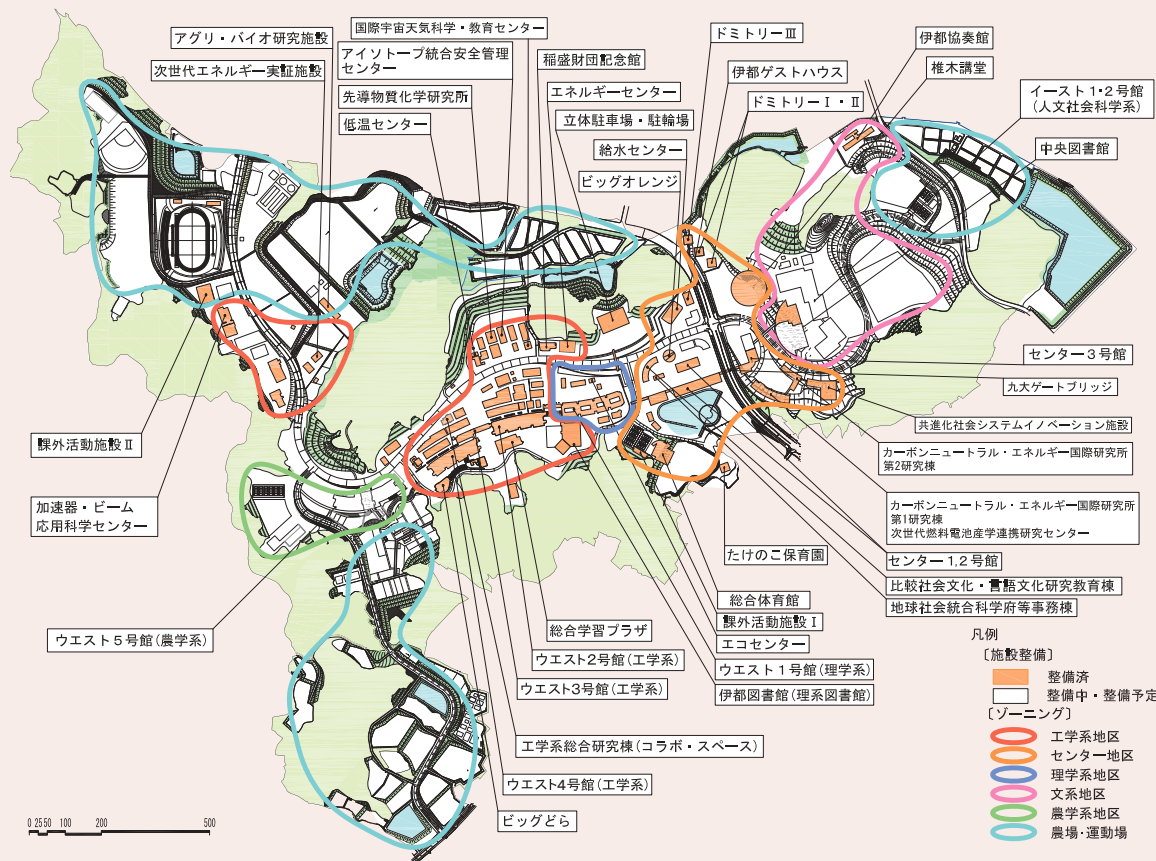 国際宇宙天気科学・教育センター
アグリ・バイオ研究施設
アイソトープ統合安全管理
センター
次世代エネルギー実証施設
先導物質化学研究所
低温センター
稲盛財団記念館
エネルギーセンター
立体駐車場・駐輪場
給水センター
ビッグオレンジ
ドミトリーⅢ
伊都ゲストハウス
ドミトリーⅠ・Ⅱ
伊都協奏館
椎木講堂
イースト1・2号館
(人文社会科学系)
中央図書館
センター3号館
九大ゲートブリッジ
共進化社会システムイノベーション施設
カーボンニュートラル・エネルギー国際研究所
第2研究棟
カーボンニュートラル・エネルギー国際研究所
第1研究棟
次世代燃料電池産学連携研究センター
センター1,2号館
比較社会文化・言語文化研究教育棟
地球社会統合科学府等事務棟
たけのこ保育園
総合体育館
課外活動施設Ⅰ
エコセンター
ウエスト1号館(理学系)
伊都図書館(理系図書館)
総合学習プラザ
ウエスト2号館(工学系)
ウエスト3号館(工学系)
工学系総合研究棟(コラボ・スペース)
ウエスト4号館(工学系)
ビッグどら
課外活動施設Ⅱ
加速器・ビーム
応用科学センター
ウエスト5号館(農学系)
凡例
〔施設整備〕
整備済
整備中・整備予定
〔ゾーニング〕
工学系地区
センター地区
理学系地区
文系地区
農学系地区
農場・運動場
0 25 50 100 200 500